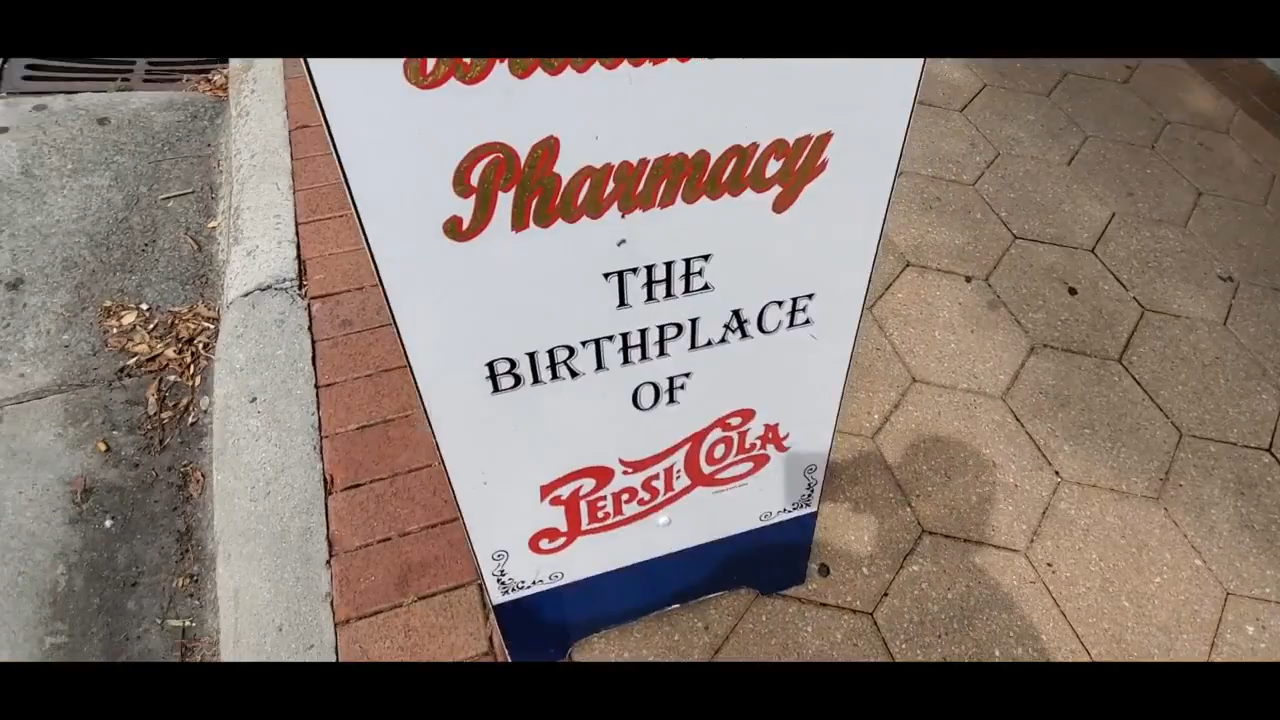 Pharmacy
THE
BIRTHPLACE
OF
PEPSI:COLA